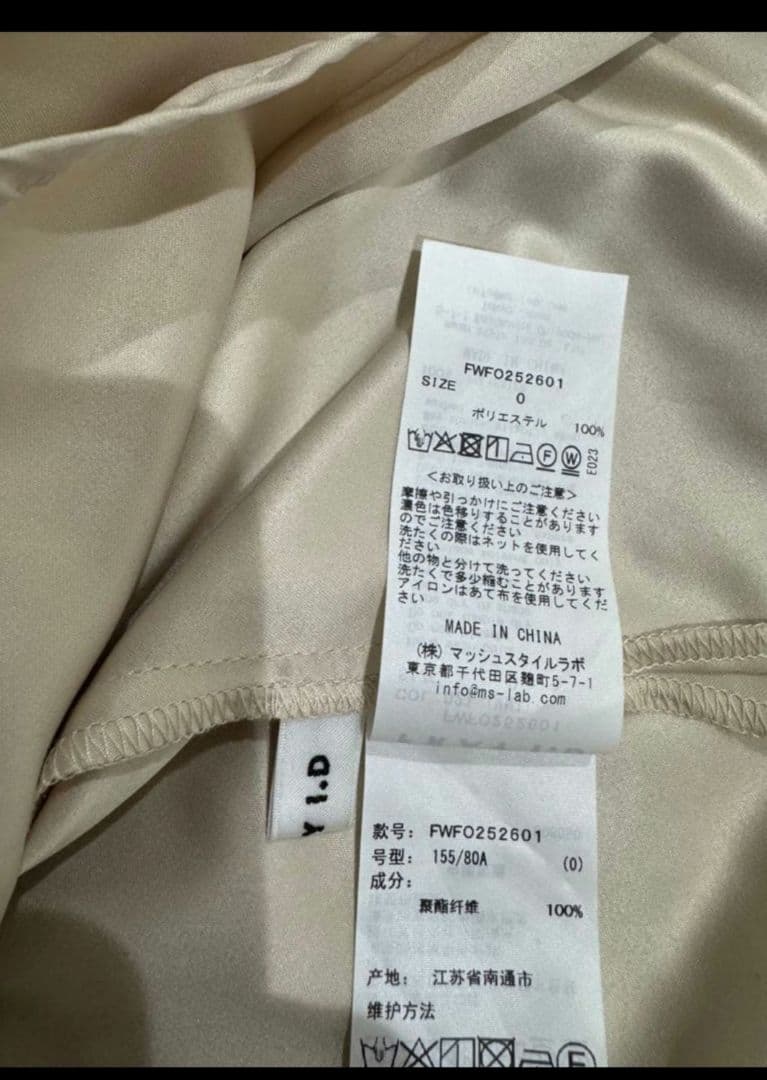 FWFO252601
SIZE 0
ポリエステル 100%
F W E023
<お取り扱い上のご注意>
摩擦や引っかけにご注意ください
濃色は色移りすることがあります
のでご注意ください
洗たくの際はネットを使用してく
ださい
他の物と分けて洗ってください
洗たくで多少縮むことがあります
アイロンはあて布を使用してくだ
さい
MADE IN CHINA
(株)マッシュスタイルラボ
東京都千代田区麹町5-7-1
info@ms-lab.com
Y I.D
款号: FWFO252601
号型: 155/80A (0)
成分:
聚酯纤维 100%
产地: 江苏省南通市
维护方法
F